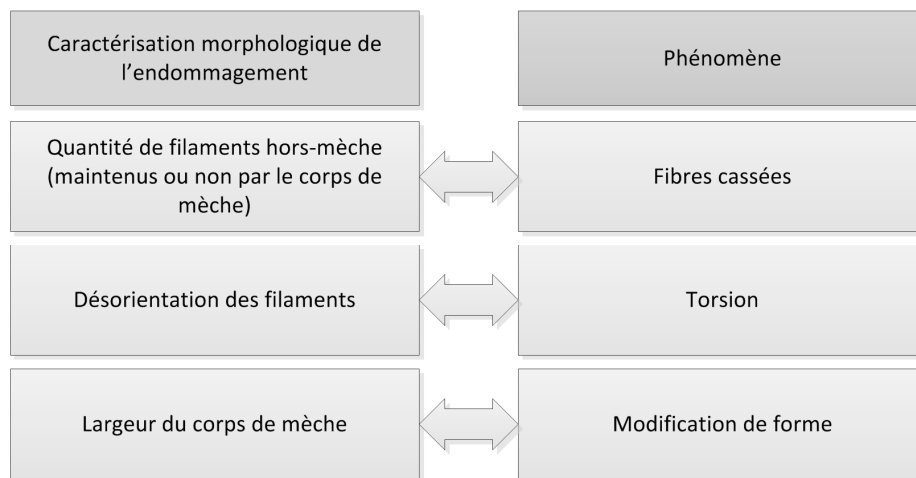 Caractérisation morphologique de
l’endommagement
Phénomène
Quantité de filaments hors-mèche
(maintenus ou non par le corps de
mèche)
Fibres cassées
Désorientation des filaments
Torsion
Largeur du corps de mèche
Modification de forme